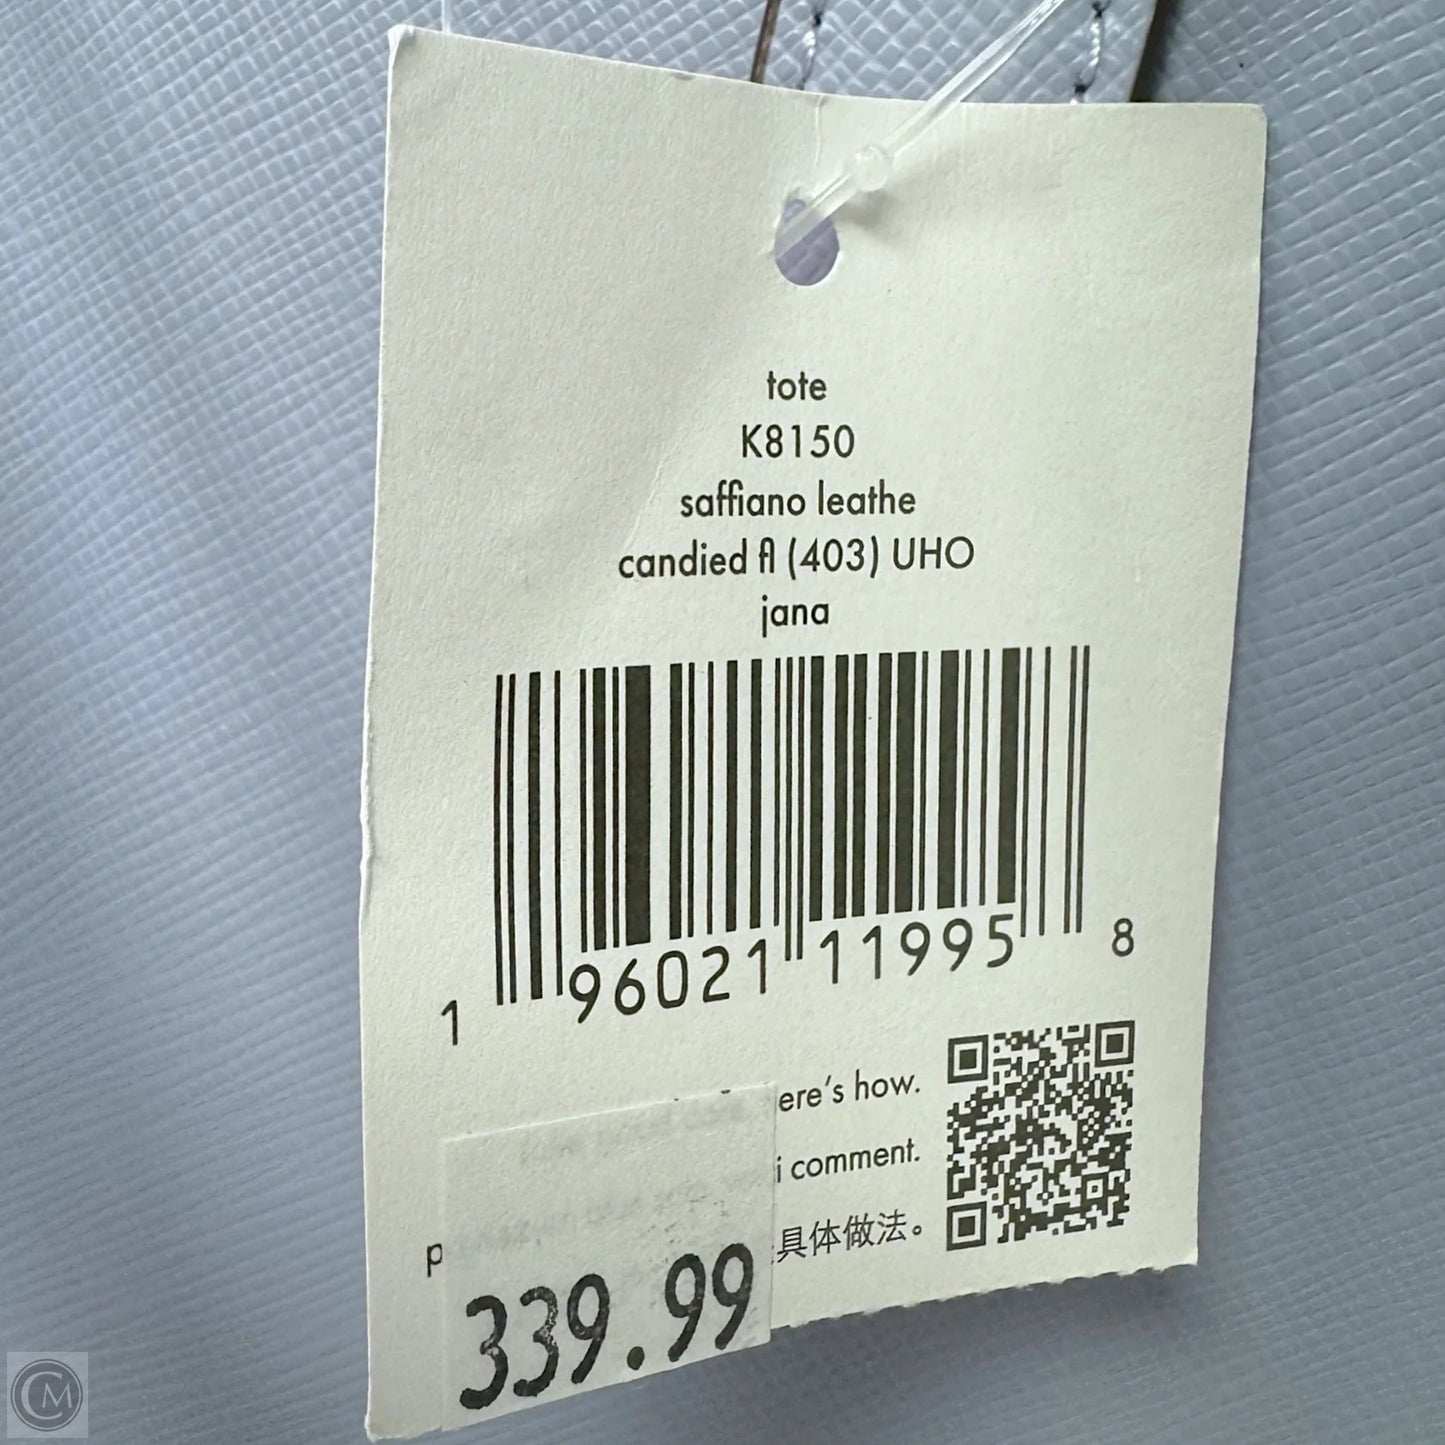 tote
K8150
saffiano leathe
candied fl (403) UHO
jana
1 96021 11995 8
ere's how.
i comment.
p 具体做法。
339.99
CM